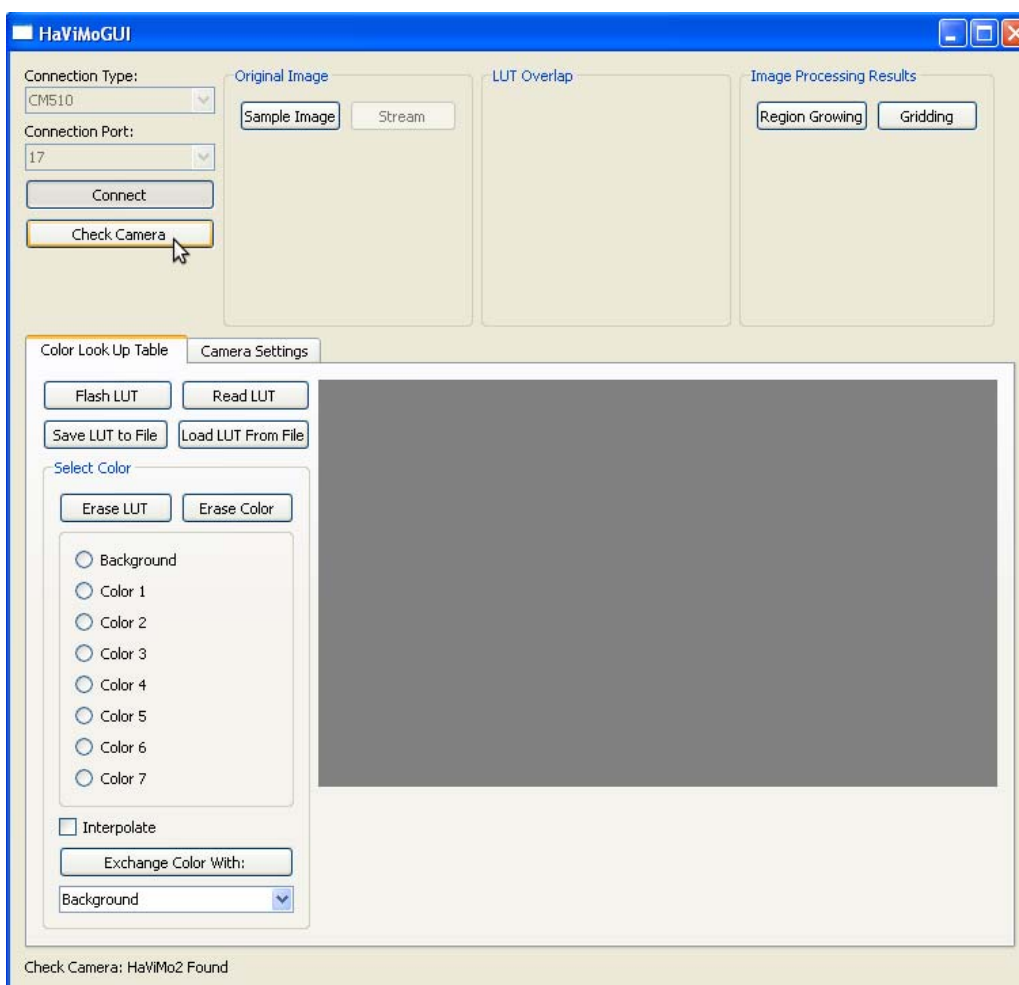 HaViMoGUI
Connection Type:
CM510
Connection Port:
17
Connect
Check Camera
Original Image
Sample Image
Stream
LUT Overlap
Image Processing Results
Region Growing
Gridding
Color Look Up Table
Camera Settings
Flash LUT
Read LUT
Save LUT to File
Load LUT From File
Select Color
Erase LUT
Erase Color
Background
Color 1
Color 2
Color 3
Color 4
Color 5
Color 6
Color 7
Interpolate
Exchange Color With:
Background
Check Camera: HaViMo2 Found